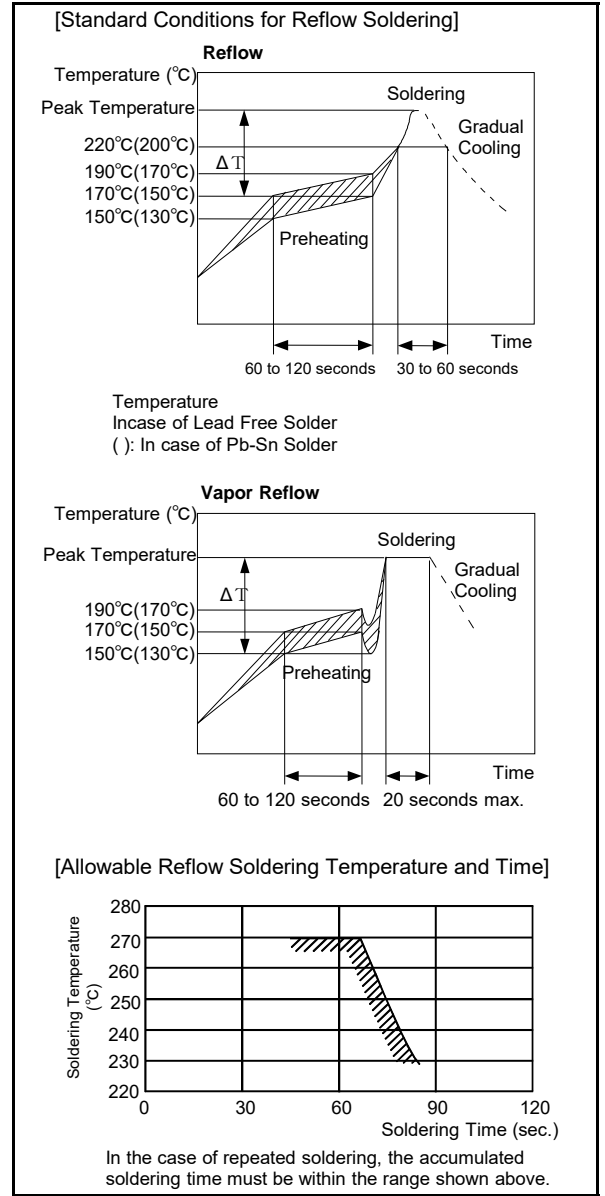 [Standard Conditions for Reflow Soldering]
Reflow
Temperature (°C)
Peak Temperature
Soldering
Gradual
Cooling
220°C(200°C)
ΔT
190°C(170°C)
170°C(150°C)
150°C(130°C)
Preheating
Time
60 to 120 seconds
30 to 60 seconds
Temperature
Incase of Lead Free Solder
( ): In case of Pb-Sn Solder
Vapor Reflow
Temperature (°C)
Soldering
Peak Temperature
Gradual
Cooling
ΔT
190°C(170°C)
170°C(150°C)
150°C(130°C)
Preheating
Time
60 to 120 seconds
20 seconds max.
[Allowable Reflow Soldering Temperature and Time]
Soldering Temperature
(°C)
280
270
260
250
240
230
220
0
30
60
90
120
Soldering Time (sec.)
In the case of repeated soldering, the accumulated
soldering time must be within the range shown above.